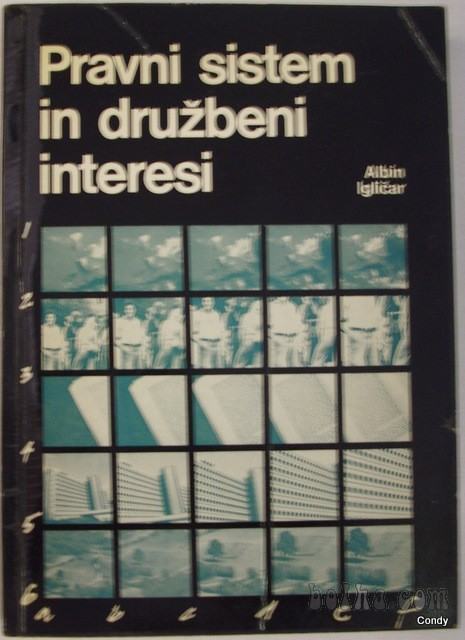 Pravni sistem
in družbeni
interesi
Albin
Igličar
1
2
3
4
5
6
a b c d e f
bolha.com
Condy